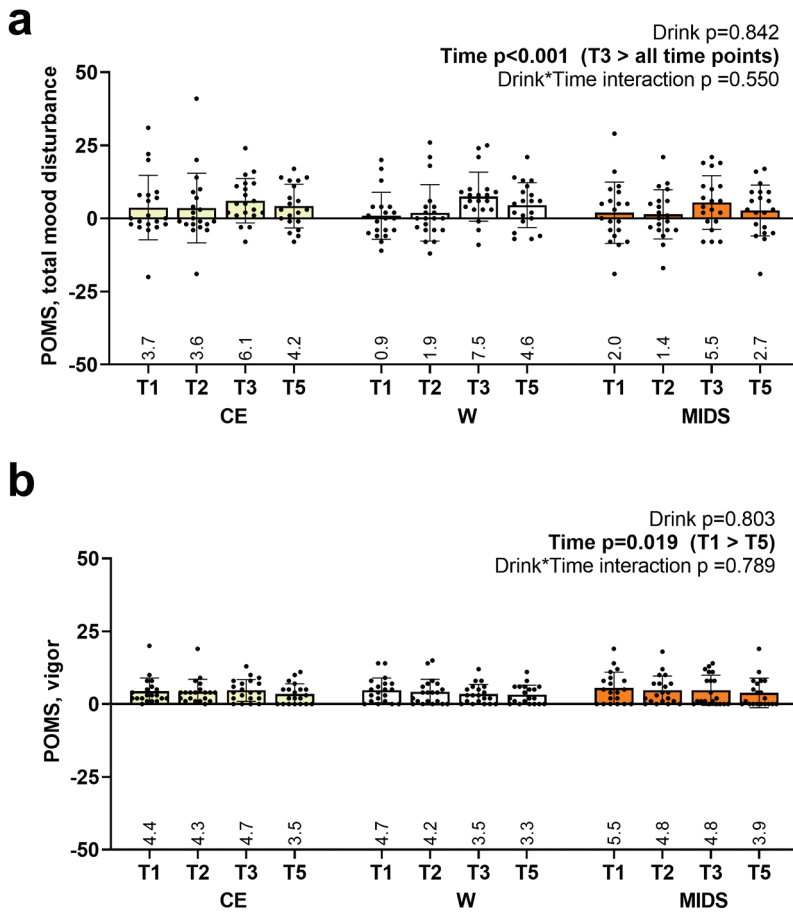 a
Drink p=0.842
Time p<0.001 (T3 > all time points)
Drink*Time interaction p =0.550
POMS, total mood disturbance
50
25
0
-25
-50
3.7 3.6 6.1 4.2 0.9 1.9 7.5 4.6 2.0 1.4 5.5 2.7
T1 T2 T3 T5 T1 T2 T3 T5 T1 T2 T3 T5
CE W MIDS
b
Drink p=0.803
Time p=0.019 (T1 > T5)
Drink*Time interaction p =0.789
POMS, vigor
50
25
0
-25
-50
4.4 4.3 4.7 3.5 4.7 4.2 3.5 3.3 5.5 4.8 4.8 3.9
T1 T2 T3 T5 T1 T2 T3 T5 T1 T2 T3 T5
CE W MIDS